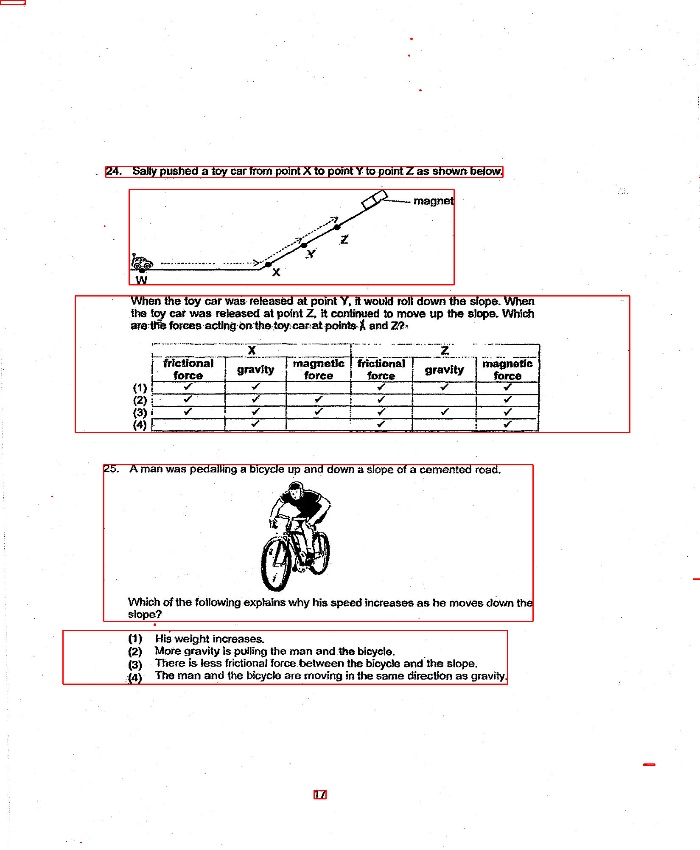 24. Sally pushed a toy car from point X to point Y to point Z as shown below.
magnet
Z
Y
X
W
When the toy car was released at point Y, it would roll down the slope. When
the toy car was released at point Z, it continued to move up the slope. Which
are the forces acting on the toy car at points X and Z?
X Z
frictional force gravity magnetic force frictional force gravity magnetic force
(1) ✓ ✓ ✓ ✓ ✓
(2) ✓ ✓ ✓ ✓ ✓
(3) ✓ ✓ ✓ ✓ ✓ ✓
(4) ✓ ✓ ✓
25. A man was pedalling a bicycle up and down a slope of a cemented road.
Which of the following explains why his speed increases as he moves down the
slope?
(1) His weight increases.
(2) More gravity is pulling the man and the bicycle.
(3) There is less frictional force between the bicycle and the slope.
(4) The man and the bicycle are moving in the same direction as gravity.
17